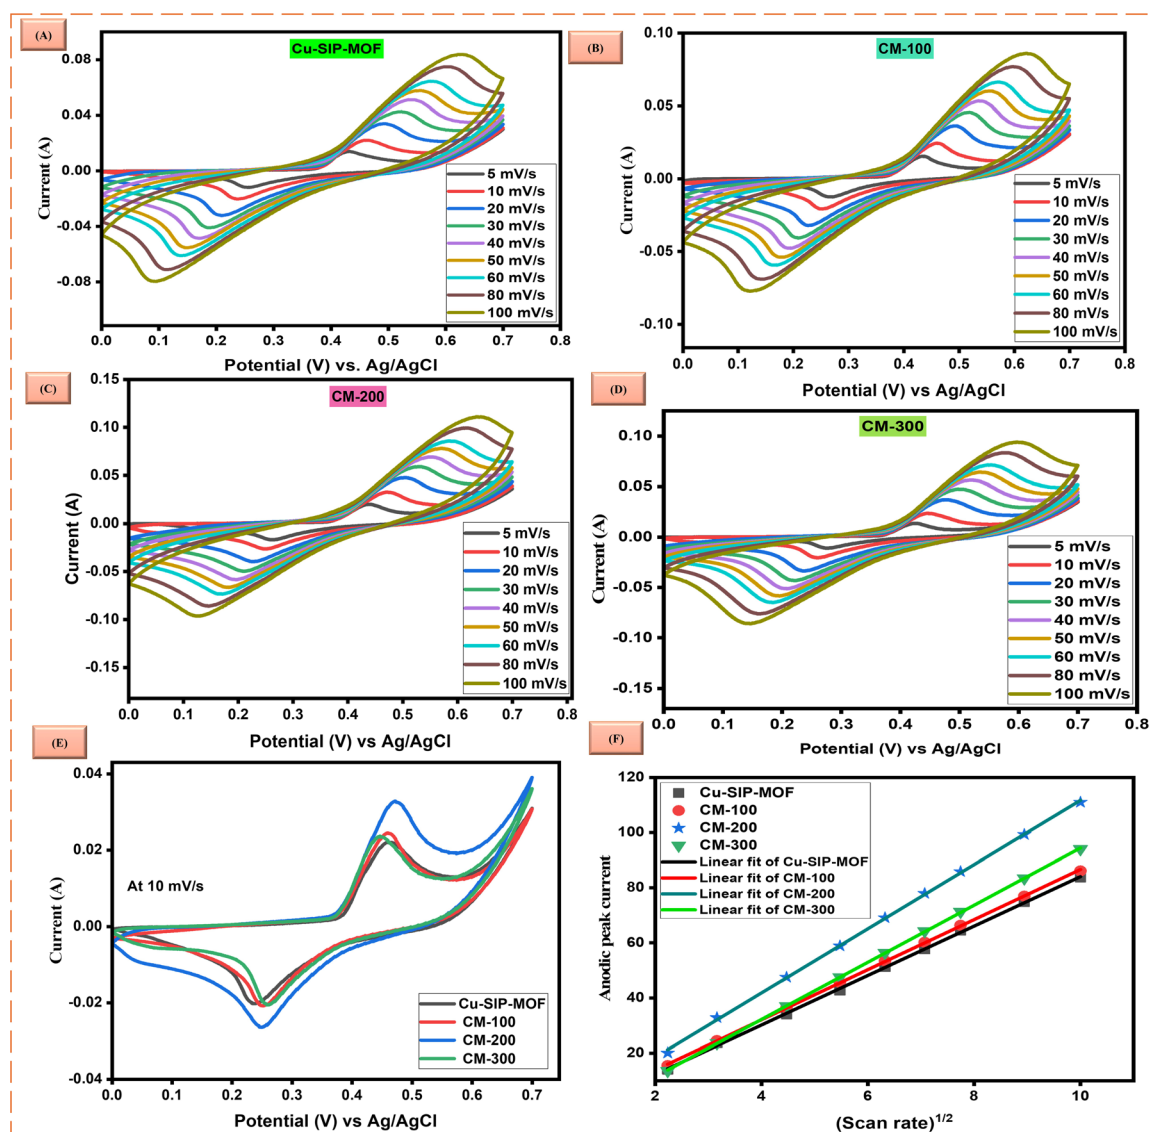 (A)
Cu-SIP-MOF
0.08
0.04
0.00
-0.04
-0.08
Current (A)
5 mV/s
10 mV/s
20 mV/s
30 mV/s
40 mV/s
50 mV/s
60 mV/s
80 mV/s
100 mV/s
0.0 0.1 0.2 0.3 0.4 0.5 0.6 0.7 0.8
Potential (V) vs. Ag/AgCl
(B)
CM-100
0.10
0.05
0.00
-0.05
-0.10
Current (A)
5 mV/s
10 mV/s
20 mV/s
30 mV/s
40 mV/s
50 mV/s
60 mV/s
80 mV/s
100 mV/s
0.0 0.1 0.2 0.3 0.4 0.5 0.6 0.7 0.8
Potential (V) vs Ag/AgCl
(C)
CM-200
0.15
0.10
0.05
0.00
-0.05
-0.10
-0.15
Current (A)
5 mV/s
10 mV/s
20 mV/s
30 mV/s
40 mV/s
50 mV/s
60 mV/s
80 mV/s
100 mV/s
0.0 0.1 0.2 0.3 0.4 0.5 0.6 0.7 0.8
Potential (V) vs Ag/AgCl
(D)
CM-300
0.10
0.05
0.00
-0.05
-0.10
-0.15
Current (A)
5 mV/s
10 mV/s
20 mV/s
30 mV/s
40 mV/s
50 mV/s
60 mV/s
80 mV/s
100 mV/s
0.0 0.1 0.2 0.3 0.4 0.5 0.6 0.7 0.8
Potential (V) vs Ag/AgCl
(E)
0.04
0.02
0.00
-0.02
-0.04
Current (A)
At 10 mV/s
Cu-SIP-MOF
CM-100
CM-200
CM-300
0.0 0.1 0.2 0.3 0.4 0.5 0.6 0.7
Potential (V) vs Ag/AgCl
(F)
120
100
80
60
40
20
Anodic peak current
Cu-SIP-MOF
CM-100
CM-200
CM-300
Linear fit of Cu-SIP-MOF
Linear fit of CM-100
Linear fit of CM-200
Linear fit of CM-300
2 4 6 8 10
(Scan rate)^1/2